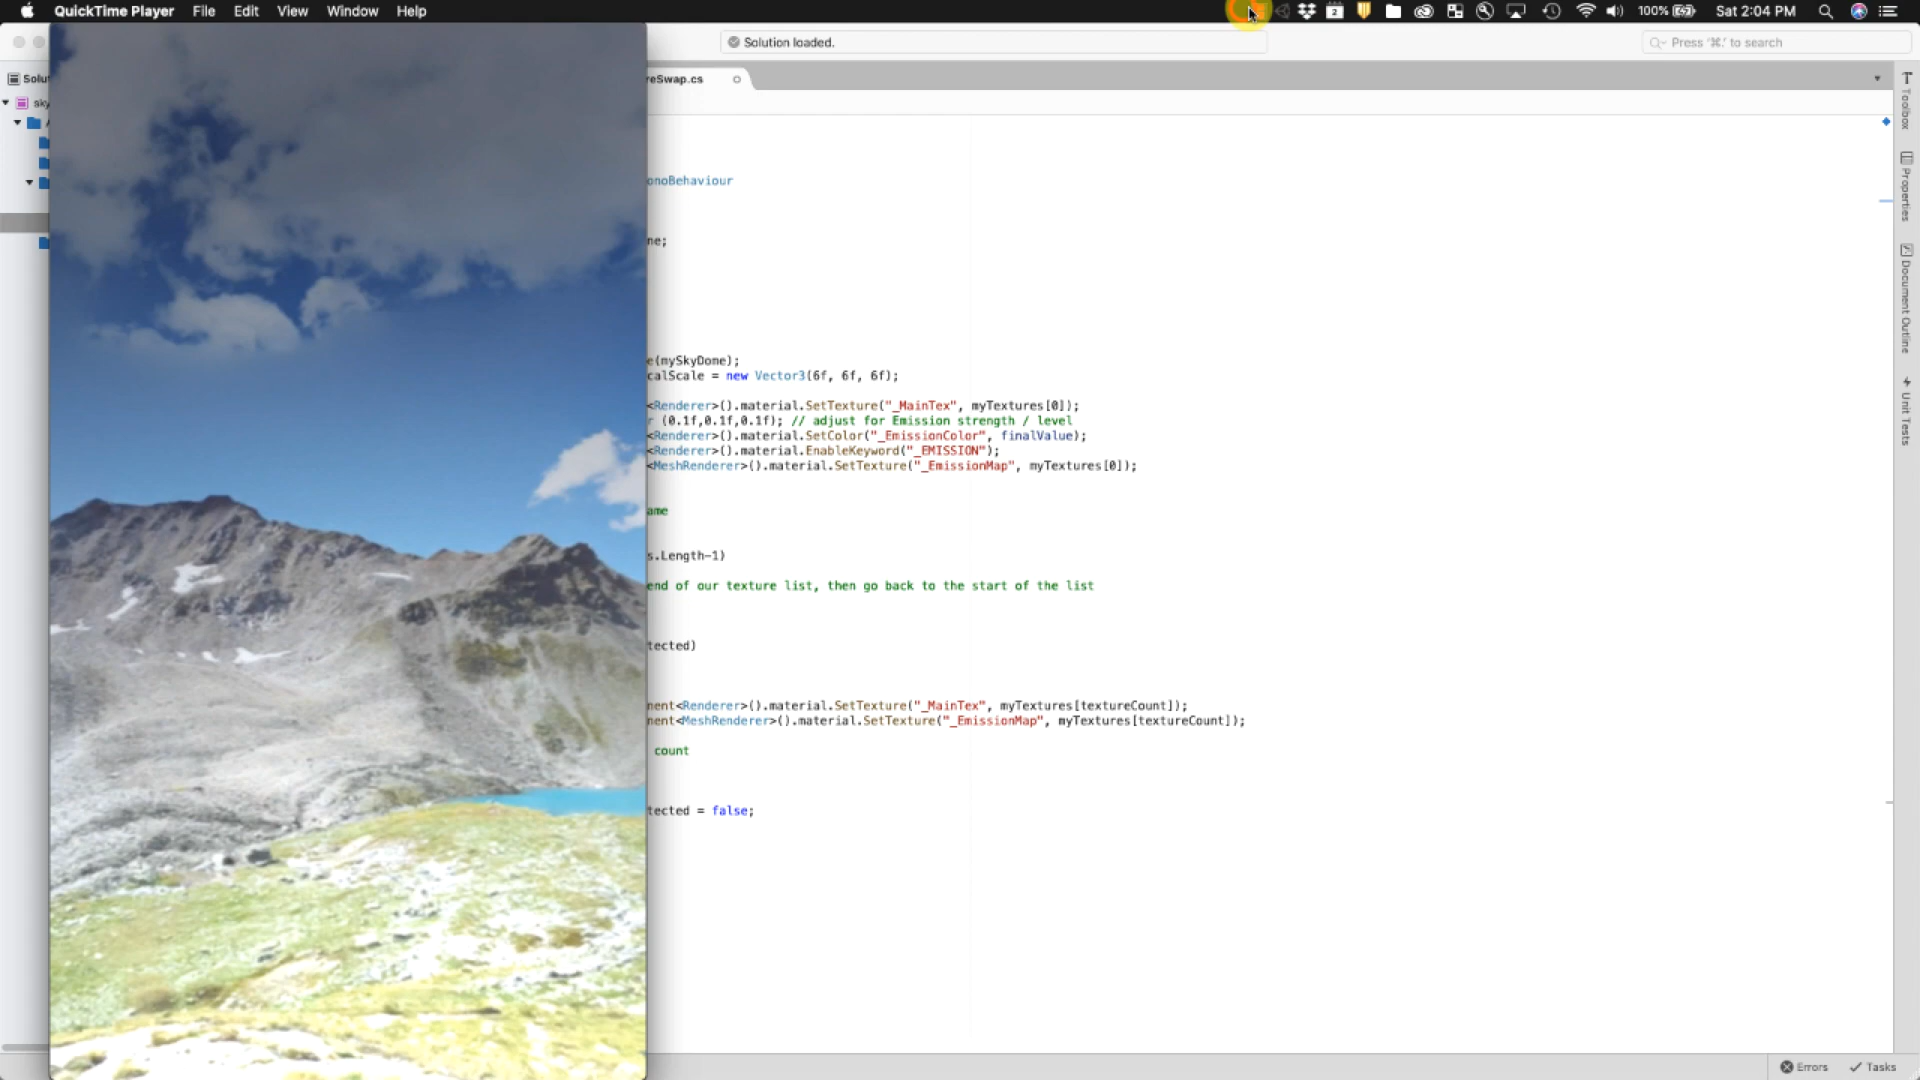 QuickTime Player File Edit View Window Help 2 100% Sat 2:04 PM
Solution loaded.
Press '⌘.' to search
Solut
reSwap.cs
sky
onoBehaviour
ne;
e(mySkyDome);
calScale = new Vector3(6f, 6f, 6f);
<Renderer>().material.SetTexture("_MainTex", myTextures[0]);
r (0.1f,0.1f,0.1f); // adjust for Emission strength / level
<Renderer>().material.SetColor("_EmissionColor", finalValue);
<Renderer>().material.EnableKeyword("_EMISSION");
<MeshRenderer>().material.SetTexture("_EmissionMap", myTextures[0]);
ame
s.Length-1)
end of our texture list, then go back to the start of the list
tected)
nent<Renderer>().material.SetTexture("_MainTex", myTextures[textureCount]);
nent<MeshRenderer>().material.SetTexture("_EmissionMap", myTextures[textureCount]);
count
tected = false;
Toolbox
Properties
Document Outline
Unit Tests
Errors Tasks